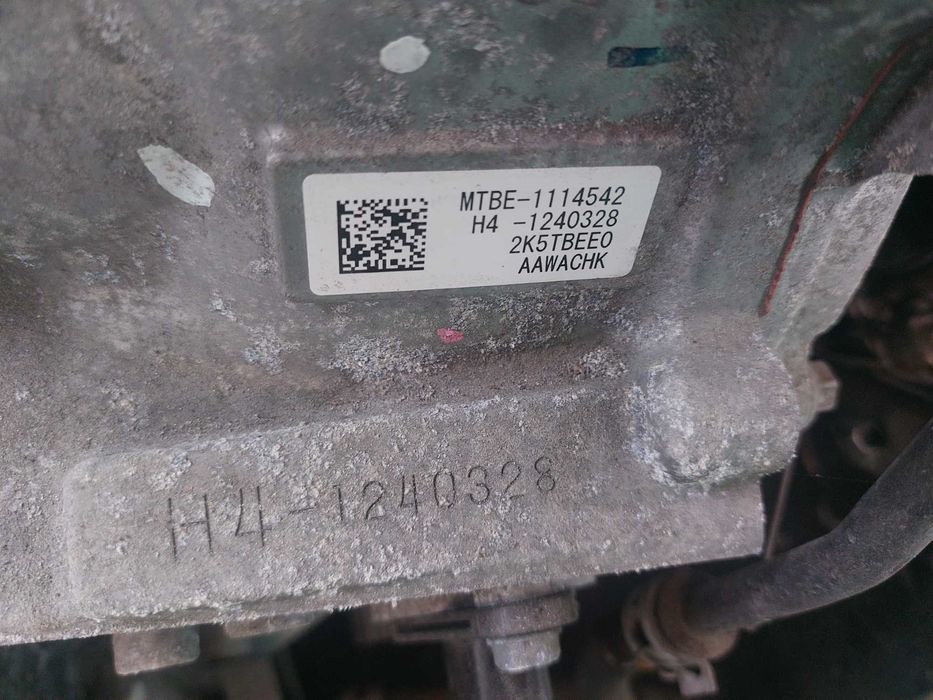 MTBE-1114542
H4 -1240328
2K5TBEE0
AAWACHK
H4-1240328